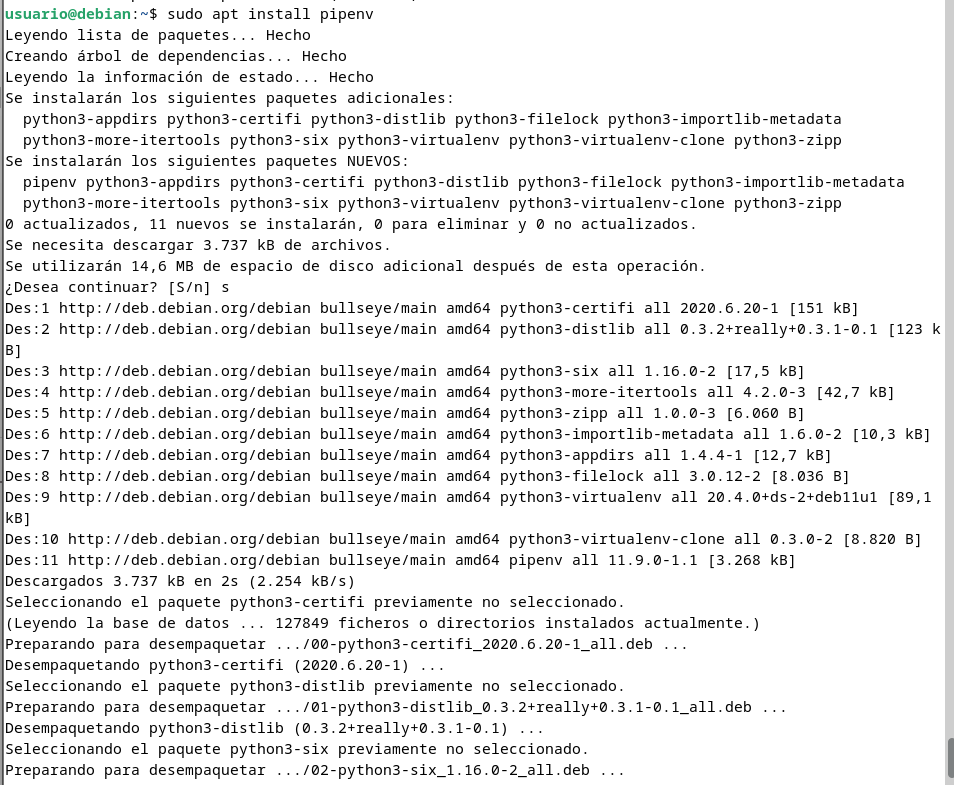 usuario@debian:~$ sudo apt install pipenv
Leyendo lista de paquetes... Hecho
Creando árbol de dependencias... Hecho
Leyendo la información de estado... Hecho
Se instalarán los siguientes paquetes adicionales:
  python3-appdirs python3-certifi python3-distlib python3-filelock python3-importlib-metadata
  python3-more-itertools python3-six python3-virtualenv python3-virtualenv-clone python3-zipp
Se instalarán los siguientes paquetes NUEVOS:
  pipenv python3-appdirs python3-certifi python3-distlib python3-filelock python3-importlib-metadata
  python3-more-itertools python3-six python3-virtualenv python3-virtualenv-clone python3-zipp
0 actualizados, 11 nuevos se instalarán, 0 para eliminar y 0 no actualizados.
Se necesita descargar 3.737 kB de archivos.
Se utilizarán 14,6 MB de espacio de disco adicional después de esta operación.
¿Desea continuar? [S/n] s
Des:1 http://deb.debian.org/debian bullseye/main amd64 python3-certifi all 2020.6.20-1 [151 kB]
Des:2 http://deb.debian.org/debian bullseye/main amd64 python3-distlib all 0.3.2+really+0.3.1-0.1 [123 k
B]
Des:3 http://deb.debian.org/debian bullseye/main amd64 python3-six all 1.16.0-2 [17,5 kB]
Des:4 http://deb.debian.org/debian bullseye/main amd64 python3-more-itertools all 4.2.0-3 [42,7 kB]
Des:5 http://deb.debian.org/debian bullseye/main amd64 python3-zipp all 1.0.0-3 [6.060 B]
Des:6 http://deb.debian.org/debian bullseye/main amd64 python3-importlib-metadata all 1.6.0-2 [10,3 kB]
Des:7 http://deb.debian.org/debian bullseye/main amd64 python3-appdirs all 1.4.4-1 [12,7 kB]
Des:8 http://deb.debian.org/debian bullseye/main amd64 python3-filelock all 3.0.12-2 [8.036 B]
Des:9 http://deb.debian.org/debian bullseye/main amd64 python3-virtualenv all 20.4.0+ds-2+deb11u1 [89,1
kB]
Des:10 http://deb.debian.org/debian bullseye/main amd64 python3-virtualenv-clone all 0.3.0-2 [8.820 B]
Des:11 http://deb.debian.org/debian bullseye/main amd64 pipenv all 11.9.0-1.1 [3.268 kB]
Descargados 3.737 kB en 2s (2.254 kB/s)
Seleccionando el paquete python3-certifi previamente no seleccionado.
(Leyendo la base de datos ... 127849 ficheros o directorios instalados actualmente.)
Preparando para desempaquetar .../00-python3-certifi_2020.6.20-1_all.deb ...
Desempaquetando python3-certifi (2020.6.20-1) ...
Seleccionando el paquete python3-distlib previamente no seleccionado.
Preparando para desempaquetar .../01-python3-distlib_0.3.2+really+0.3.1-0.1_all.deb ...
Desempaquetando python3-distlib (0.3.2+really+0.3.1-0.1) ...
Seleccionando el paquete python3-six previamente no seleccionado.
Preparando para desempaquetar .../02-python3-six_1.16.0-2_all.deb ...